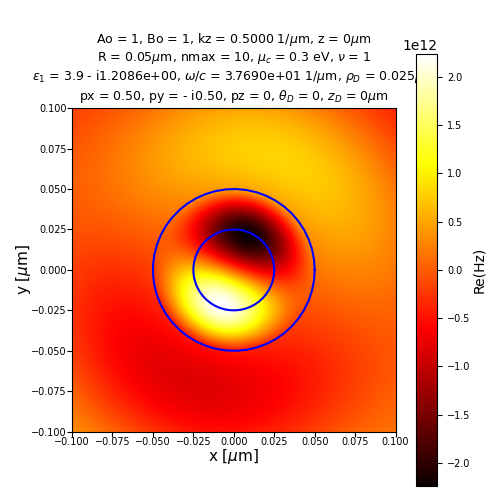 Ao = 1, Bo = 1, kz = 0.5000 1/μm, z = 0μm
R = 0.05μm, nmax = 10, μc = 0.3 eV, ν = 1
ε1 = 3.9 - i1.2086e+00, ω/c = 3.7690e+01 1/μm, ρD = 0.025
px = 0.50, py = - i0.50, pz = 0, θD = 0, zD = 0μm
1e12
0.100
0.075
0.050
0.025
0.000
−0.025
−0.050
−0.075
−0.100
y [μm]
−0.100 −0.075 −0.050 −0.025 0.000 0.025 0.050 0.075 0.100
x [μm]
2.0
1.5
1.0
0.5
0.0
−0.5
−1.0
−1.5
−2.0
Re(Hz)